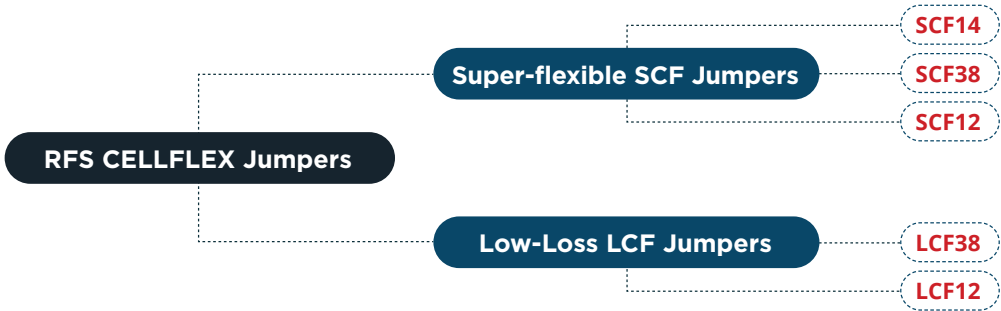 RFS CELLFLEX Jumpers
Super-flexible SCF Jumpers
SCF14
SCF38
SCF12
Low-Loss LCF Jumpers
LCF38
LCF12